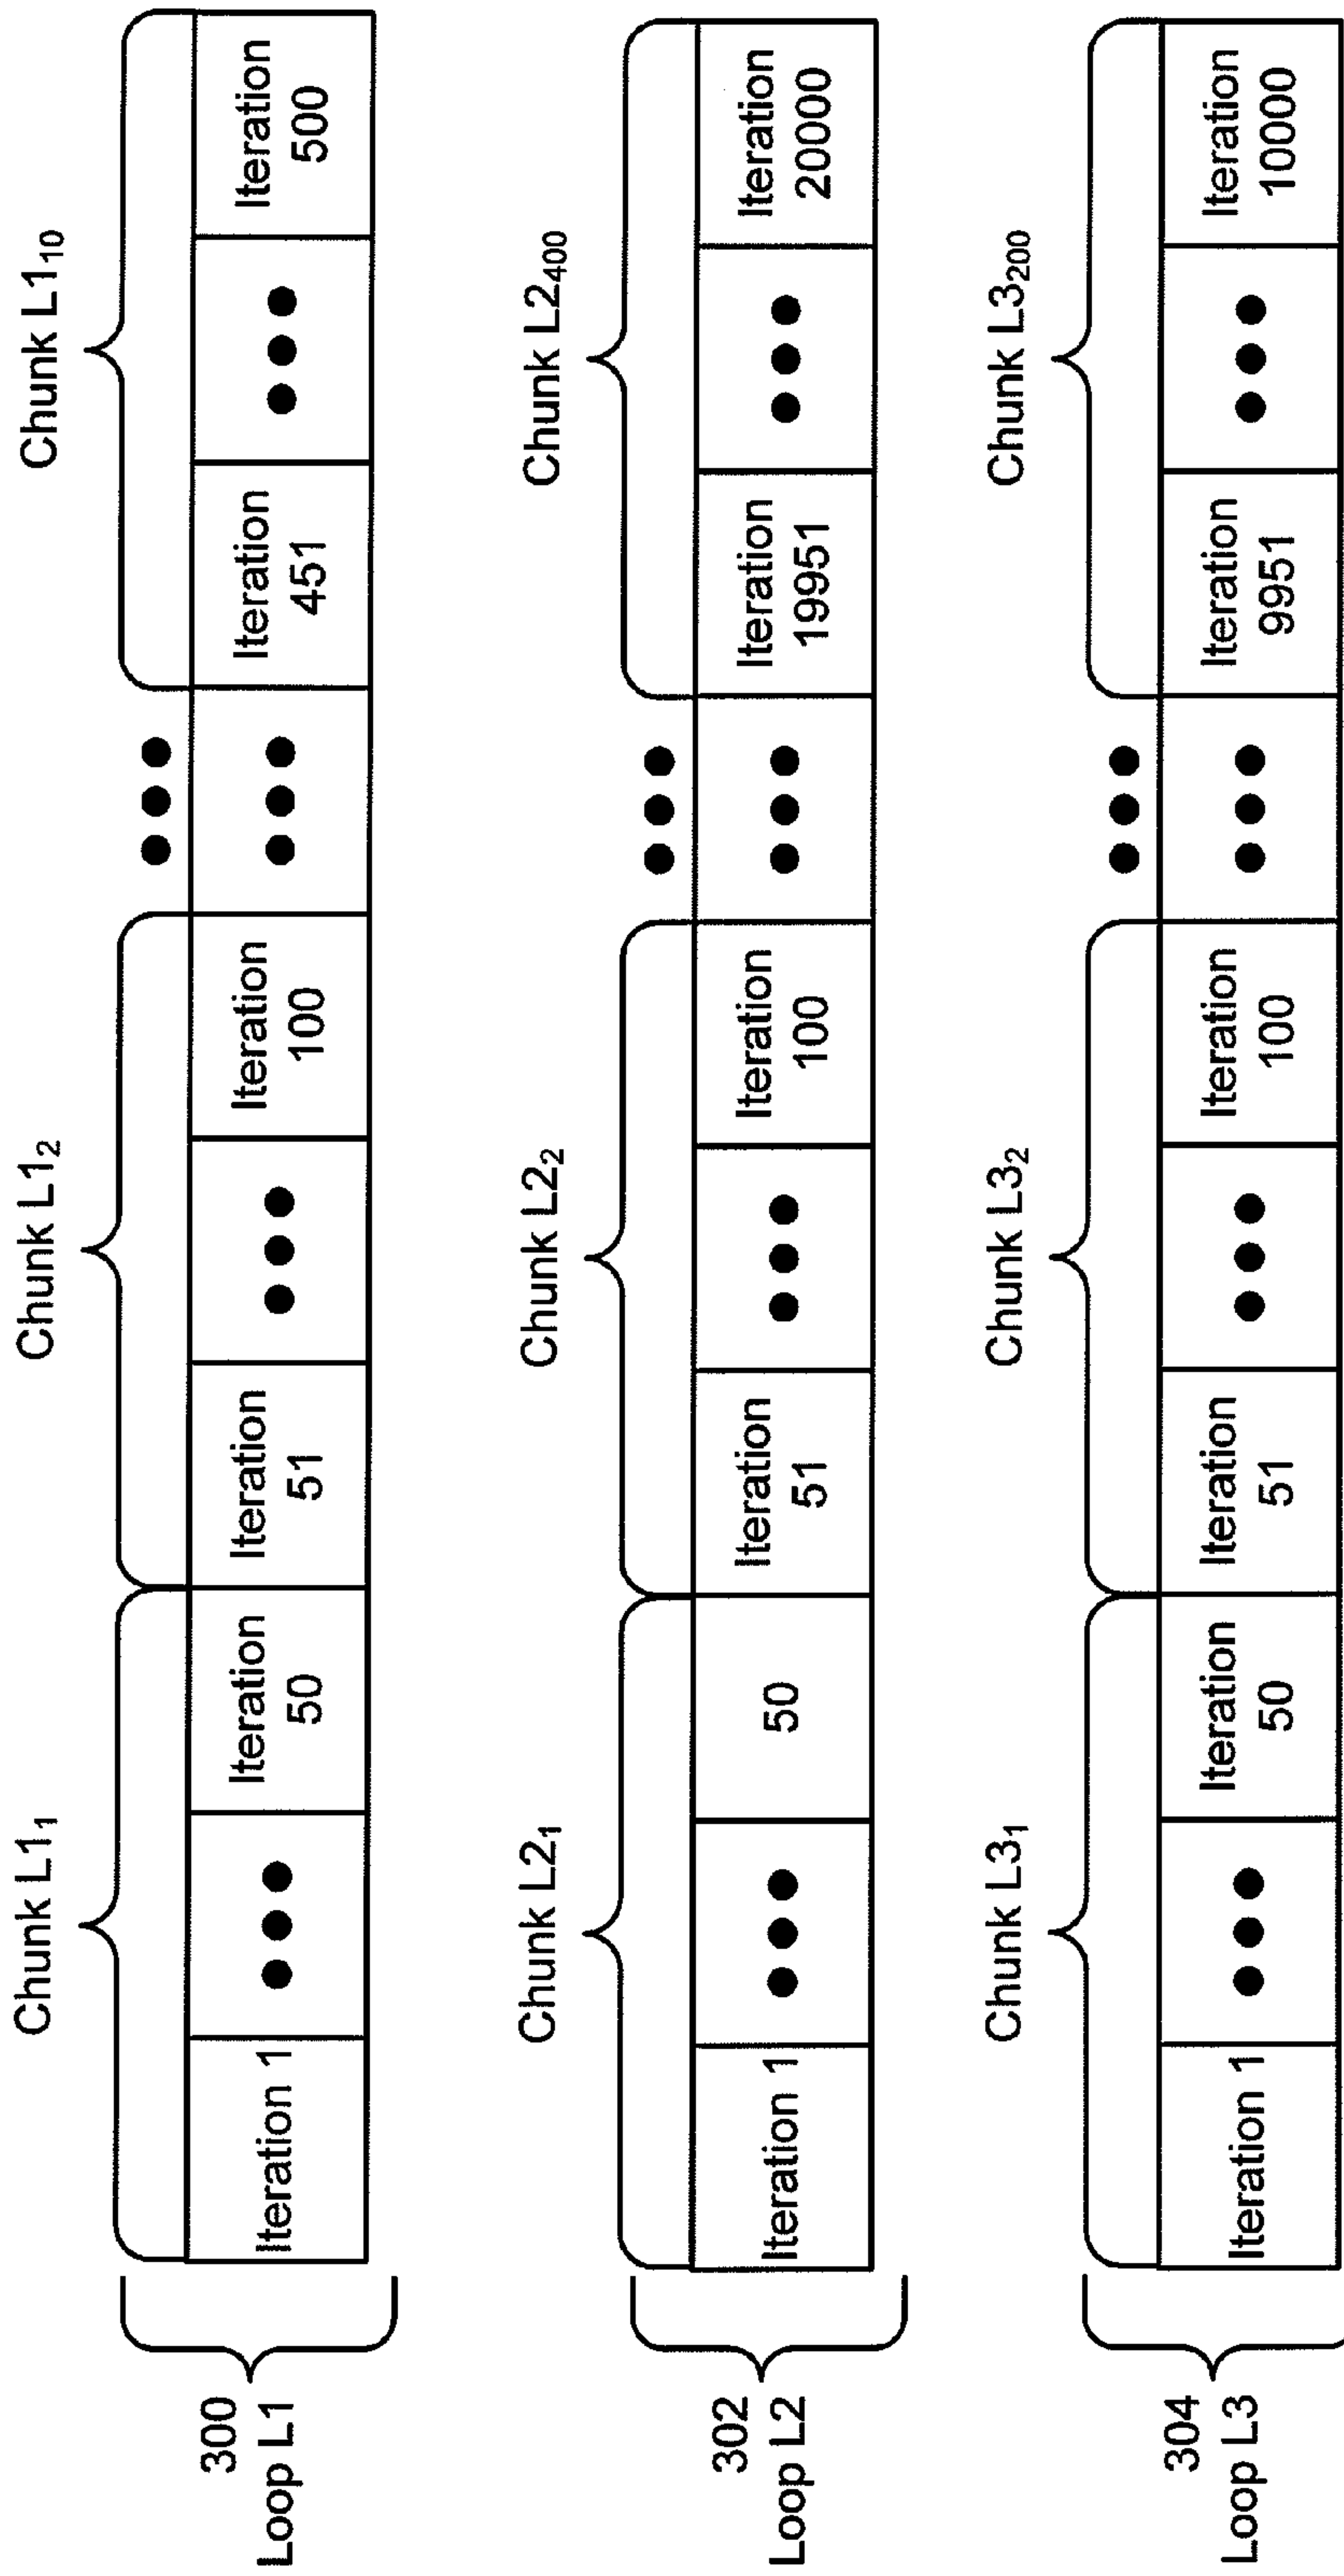 Chunk L1₁
Chunk L1₂
Chunk L1₁₀
300
Loop L1
Iteration 1
Iteration
50
Iteration
51
Iteration
100
Iteration
451
Iteration
500
Chunk L2₁
Chunk L2₂
Chunk L2₄₀₀
302
Loop L2
Iteration 1
50
Iteration
51
Iteration
100
Iteration
19951
Iteration
20000
Chunk L3₁
Chunk L3₂
Chunk L3₂₀₀
304
Loop L3
Iteration 1
Iteration
50
Iteration
51
Iteration
100
Iteration
9951
Iteration
10000